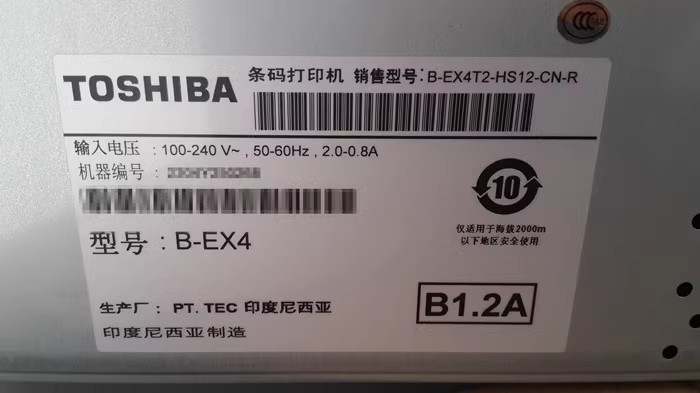 TOSHIBA
条码打印机 销售型号: B-EX4T2-HS12-CN-R
输入电压 : 100-240 V~ , 50-60Hz , 2.0-0.8A
机器编号 :
10
仅适用于海拔2000m
以下地区安全使用
型号 : B-EX4
生产厂: PT. TEC 印度尼西亚
B1.2A
印度尼西亚制造